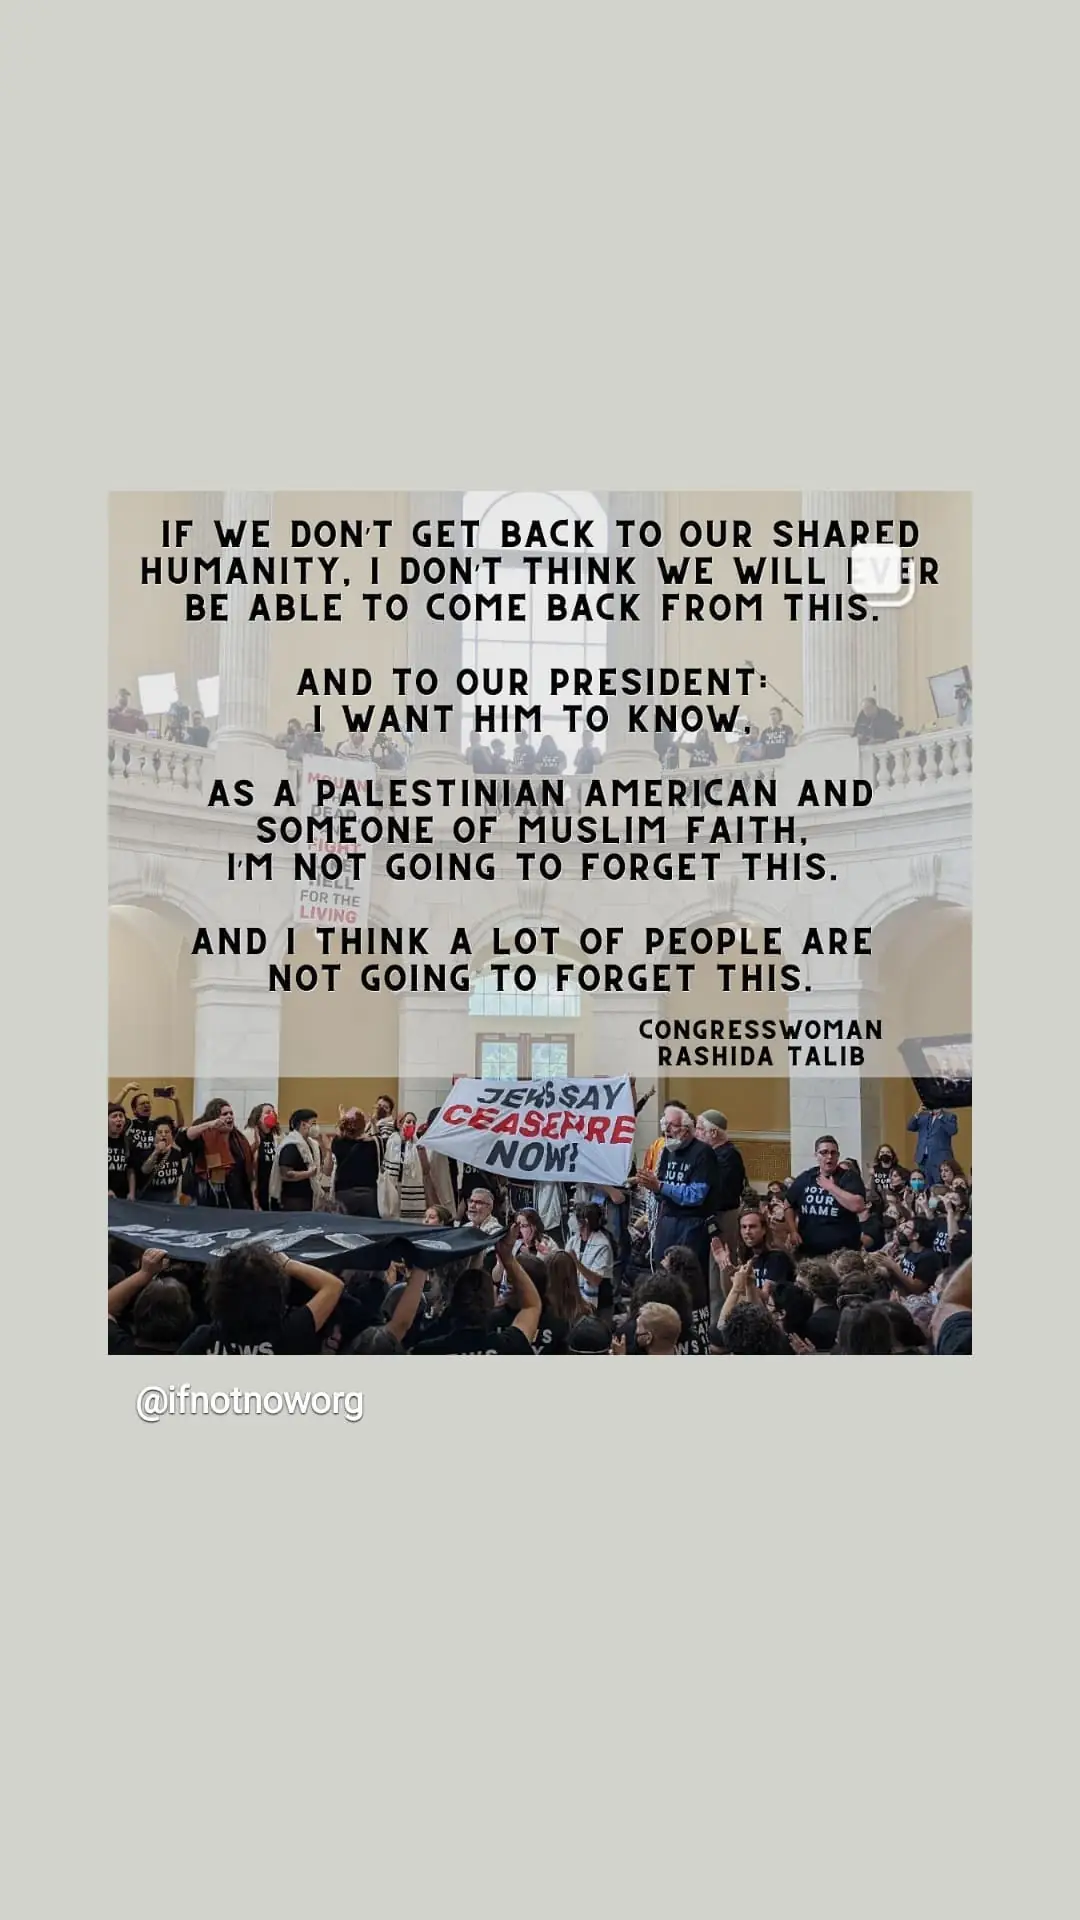 IF WE DON'T GET BACK TO OUR SHARED
HUMANITY, I DON'T THINK WE WILL EVER
BE ABLE TO COME BACK FROM THIS.
AND TO OUR PRESIDENT:
I WANT HIM TO KNOW,
AS A PALESTINIAN AMERICAN AND
SOMEONE OF MUSLIM FAITH,
I'M NOT GOING TO FORGET THIS.
AND I THINK A LOT OF PEOPLE ARE
NOT GOING TO FORGET THIS.
CONGRESSWOMAN
RASHIDA TALIB
MOURN
DEAD,
FIGHT
HELL
FOR THE
LIVING
JEWS SAY
CEASEFIRE
NOW!
NOT IN
OUR
NAME
@ifnotnoworg